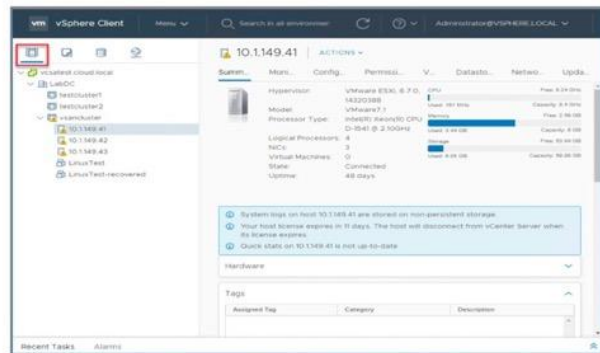 vm vSphere Client Menu Search in all environments Administrator@VSPHERE.LOCAL
10.1.149.41 ACTIONS
Summ... Moni... Config... Permissi... V... Datasto... Netwo... Upda...
vcsatest.cloud.local
LabDC
testcluster1
testcluster2
vsancluster
10.1.149.41
10.1.149.42
10.1.149.43
LinuxTest
LinuxTest-recovered
Hypervisor: VMware ESXi, 6.7.0, 14320388
Model: VMware7,1
Processor Type: Intel(R) Xeon(R) CPU D-1541 @ 2.10GHz
Logical Processors: 4
NICs: 3
Virtual Machines: 0
State: Connected
Uptime: 48 days
CPU
Memory
Storage
System logs on host 10.1.149.41 are stored on non-persistent storage.
Your host license expires in 11 days. The host will disconnect from vCenter Server when
its license expires.
Quick stats on 10.1.149.41 is not up-to-date
Hardware
Tags
Assigned Tag Category Description
Recent Tasks Alarms